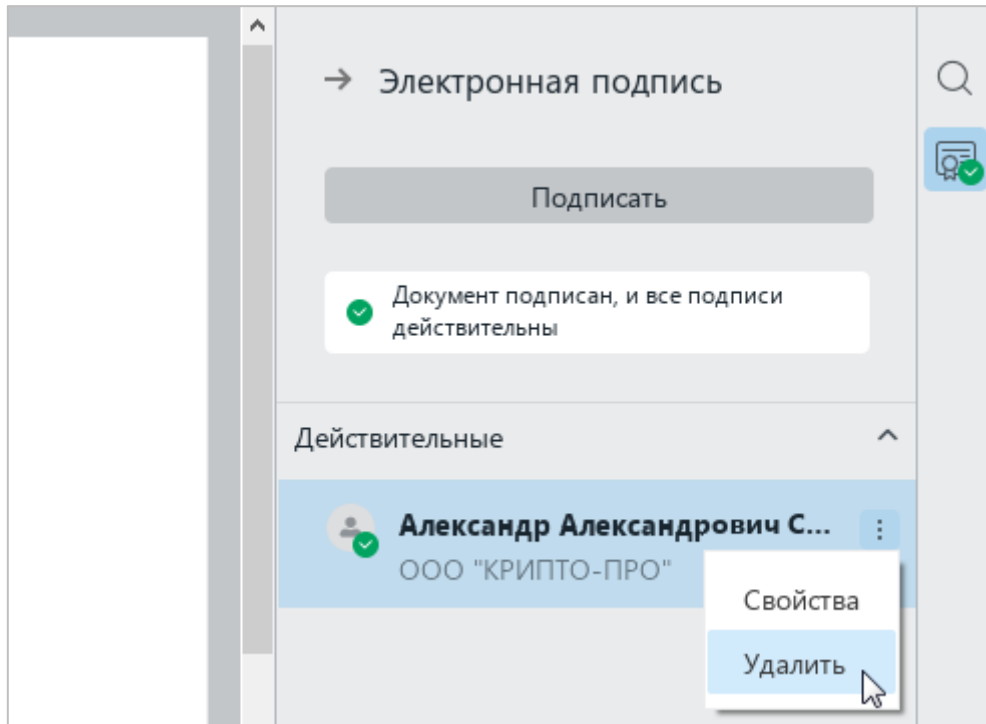 Электронная подпись
Подписать
Документ подписан, и все подписи
действительны
Действительные
Александр Александрович С...
ООО "КРИПТО-ПРО"
Свойства
Удалить